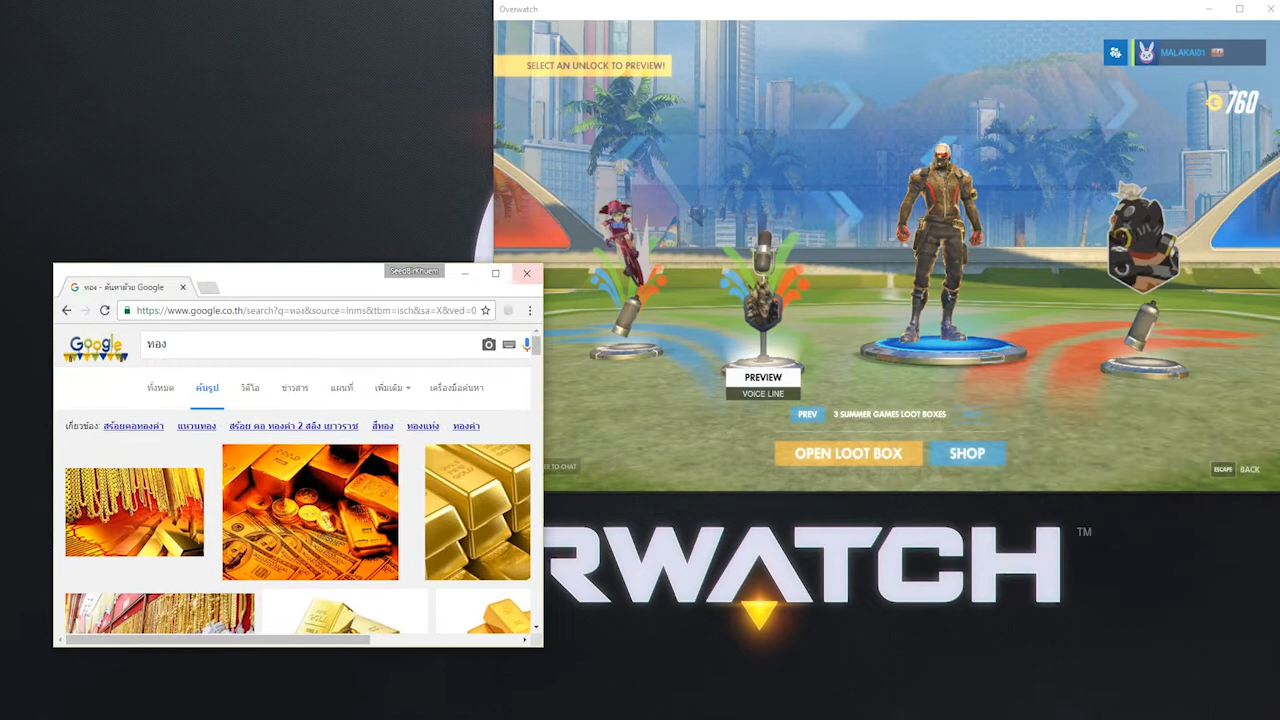 Overwatch
SELECT AN UNLOCK TO PREVIEW!
MALAKAI01
760
PREVIEW
VOICE LINE
PREV 3 SUMMER GAMES LOOT BOXES
OPEN LOOT BOX SHOP
ESCAPE BACK
SeedBirKhuem
ทอง - ค้นหาด้วย Google
https://www.google.co.th/search?q=ทอง&source=lnms&tbm=isch&sa=X&ved=0
Google
ทอง
ทั้งหมด ค้นรูป วิดีโอ ข่าวสาร แผนที่ เพิ่มเติม เครื่องมือค้นหา
เกี่ยวข้อง: สร้อยคอทองคำ แหวนทอง สร้อย คอ ทองคำ 2 สลึง เยาวราช สีทอง ทองแท่ง ทองคำ
RWATCH
TM